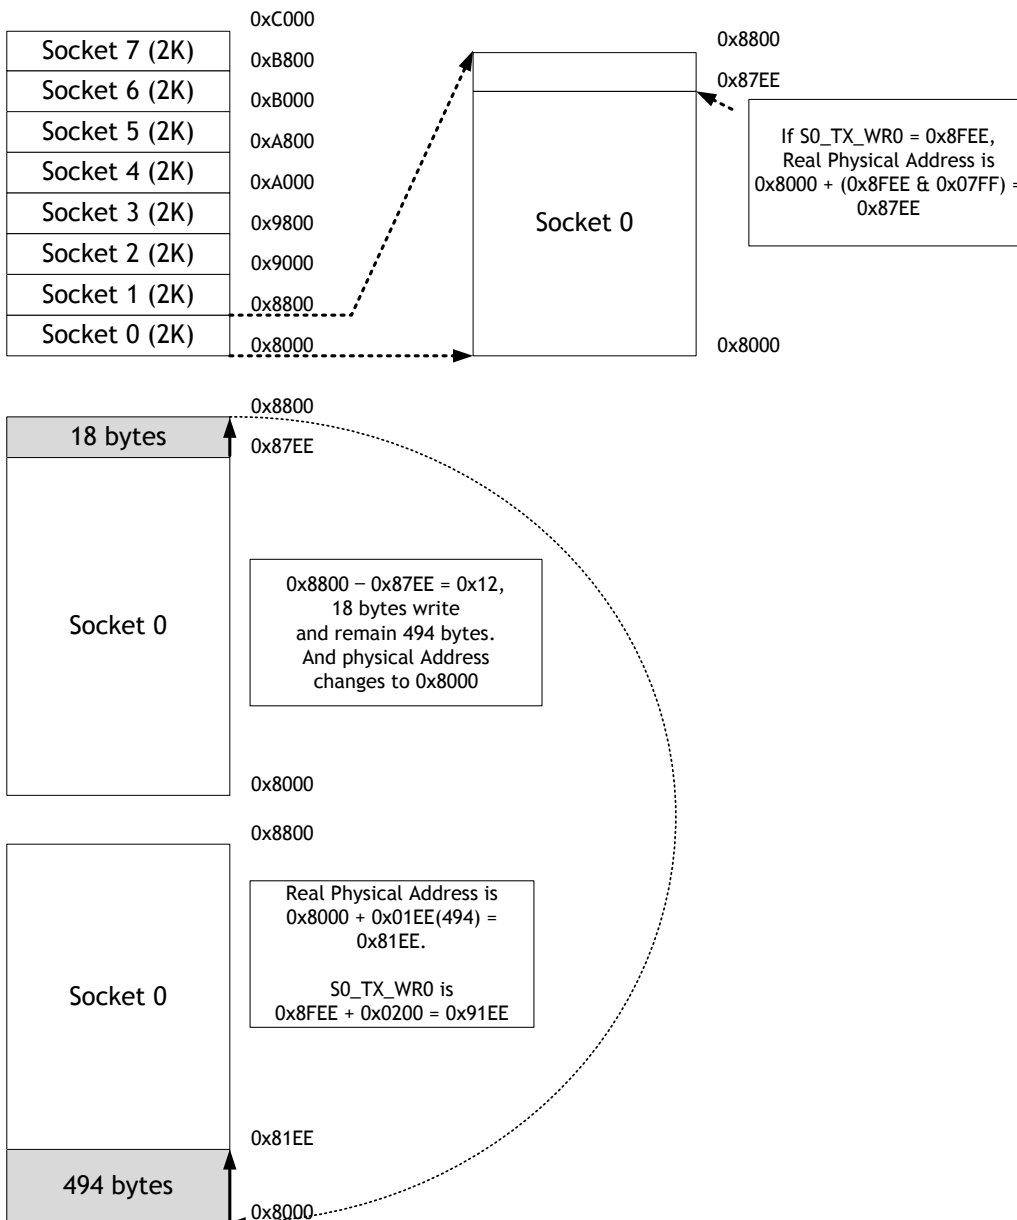 0xC000
Socket 7 (2K)
0xB800
Socket 6 (2K)
0xB000
Socket 5 (2K)
0xA800
Socket 4 (2K)
0xA000
Socket 3 (2K)
0x9800
Socket 2 (2K)
0x9000
Socket 1 (2K)
0x8800
Socket 0 (2K)
0x8000
0x8800
0x87EE
Socket 0
0x8000
If S0_TX_WR0 = 0x8FEE,
Real Physical Address is
0x8000 + (0x8FEE & 0x07FF) =
0x87EE
0x8800
18 bytes
0x87EE
Socket 0
0x8800 − 0x87EE = 0x12,
18 bytes write
and remain 494 bytes.
And physical Address
changes to 0x8000
0x8000
0x8800
Socket 0
Real Physical Address is
0x8000 + 0x01EE(494) =
0x81EE.
S0_TX_WR0 is
0x8FEE + 0x0200 = 0x91EE
0x81EE
494 bytes
0x8000